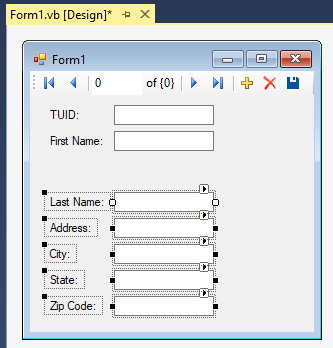 Form1.vb [Design]*
Form1
0 of {0}
TUID:
First Name:
Last Name:
Address:
City:
State:
Zip Code: